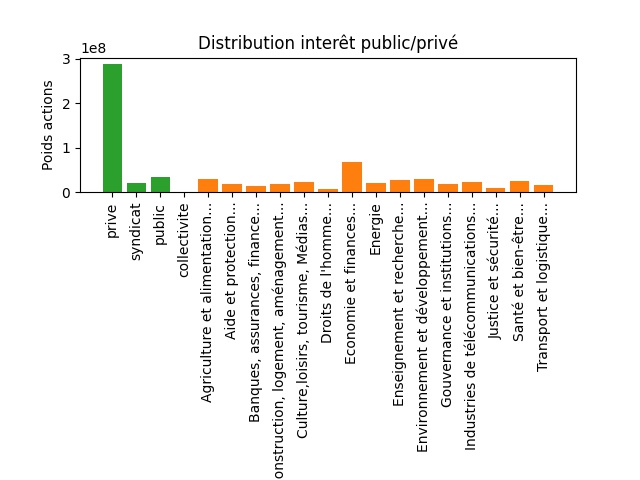 Distribution interêt public/privé
1e8
Poids actions
3
2
1
0
prive
syndicat
public
collectivite
Agriculture et alimentation...
Aide et protection...
Banques, assurances, finance...
onstruction, logement, aménagement...
Culture,loisirs, tourisme, Médias...
Droits de l'homme...
Economie et finances...
Energie
Enseignement et recherche...
Environnement et développement...
Gouvernance et institutions...
Industries de télécommunications...
Justice et sécurité...
Santé et bien-être...
Transport et logistique...